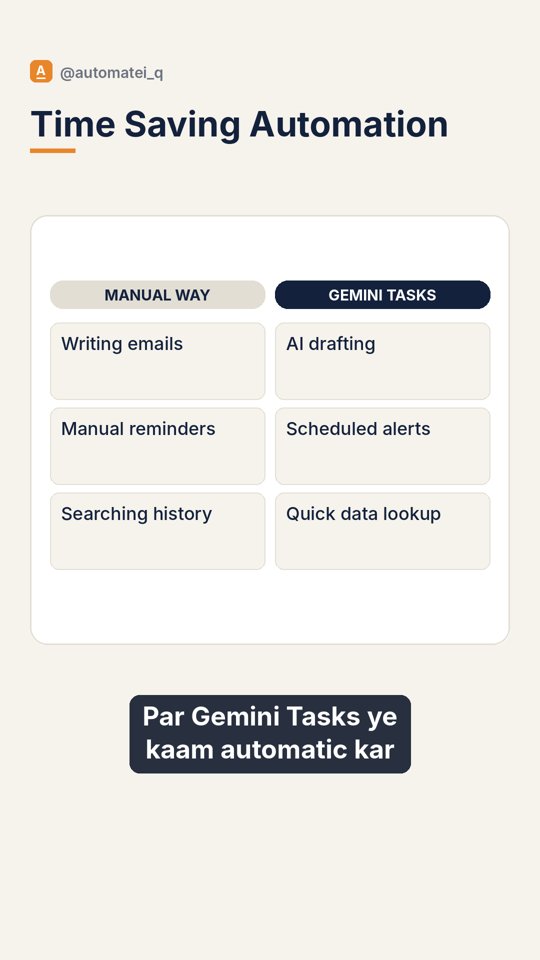 A
@automatei_q
Time Saving Automation
MANUAL WAY
GEMINI TASKS
Writing emails
AI drafting
Manual reminders
Scheduled alerts
Searching history
Quick data lookup
Par Gemini Tasks ye
kaam automatic kar